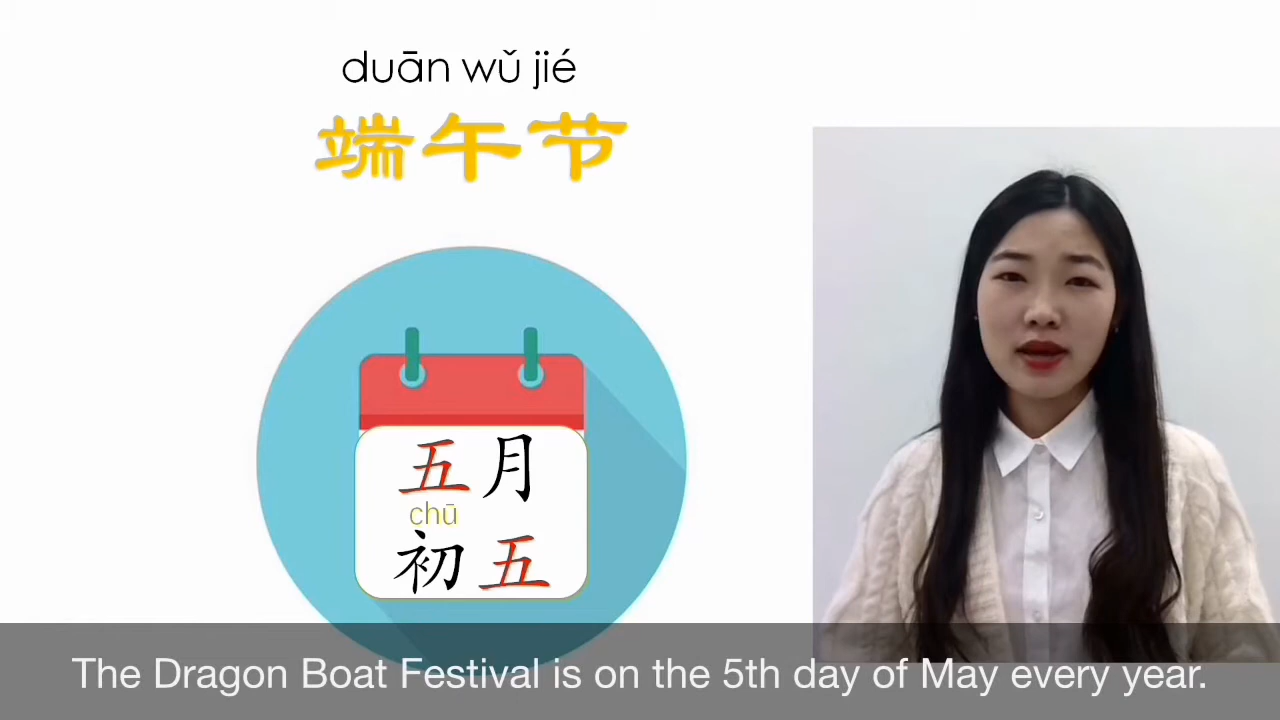 duān wǔ jié
端午节
五月
chū
初五
The Dragon Boat Festival is on the 5th day of May every year.